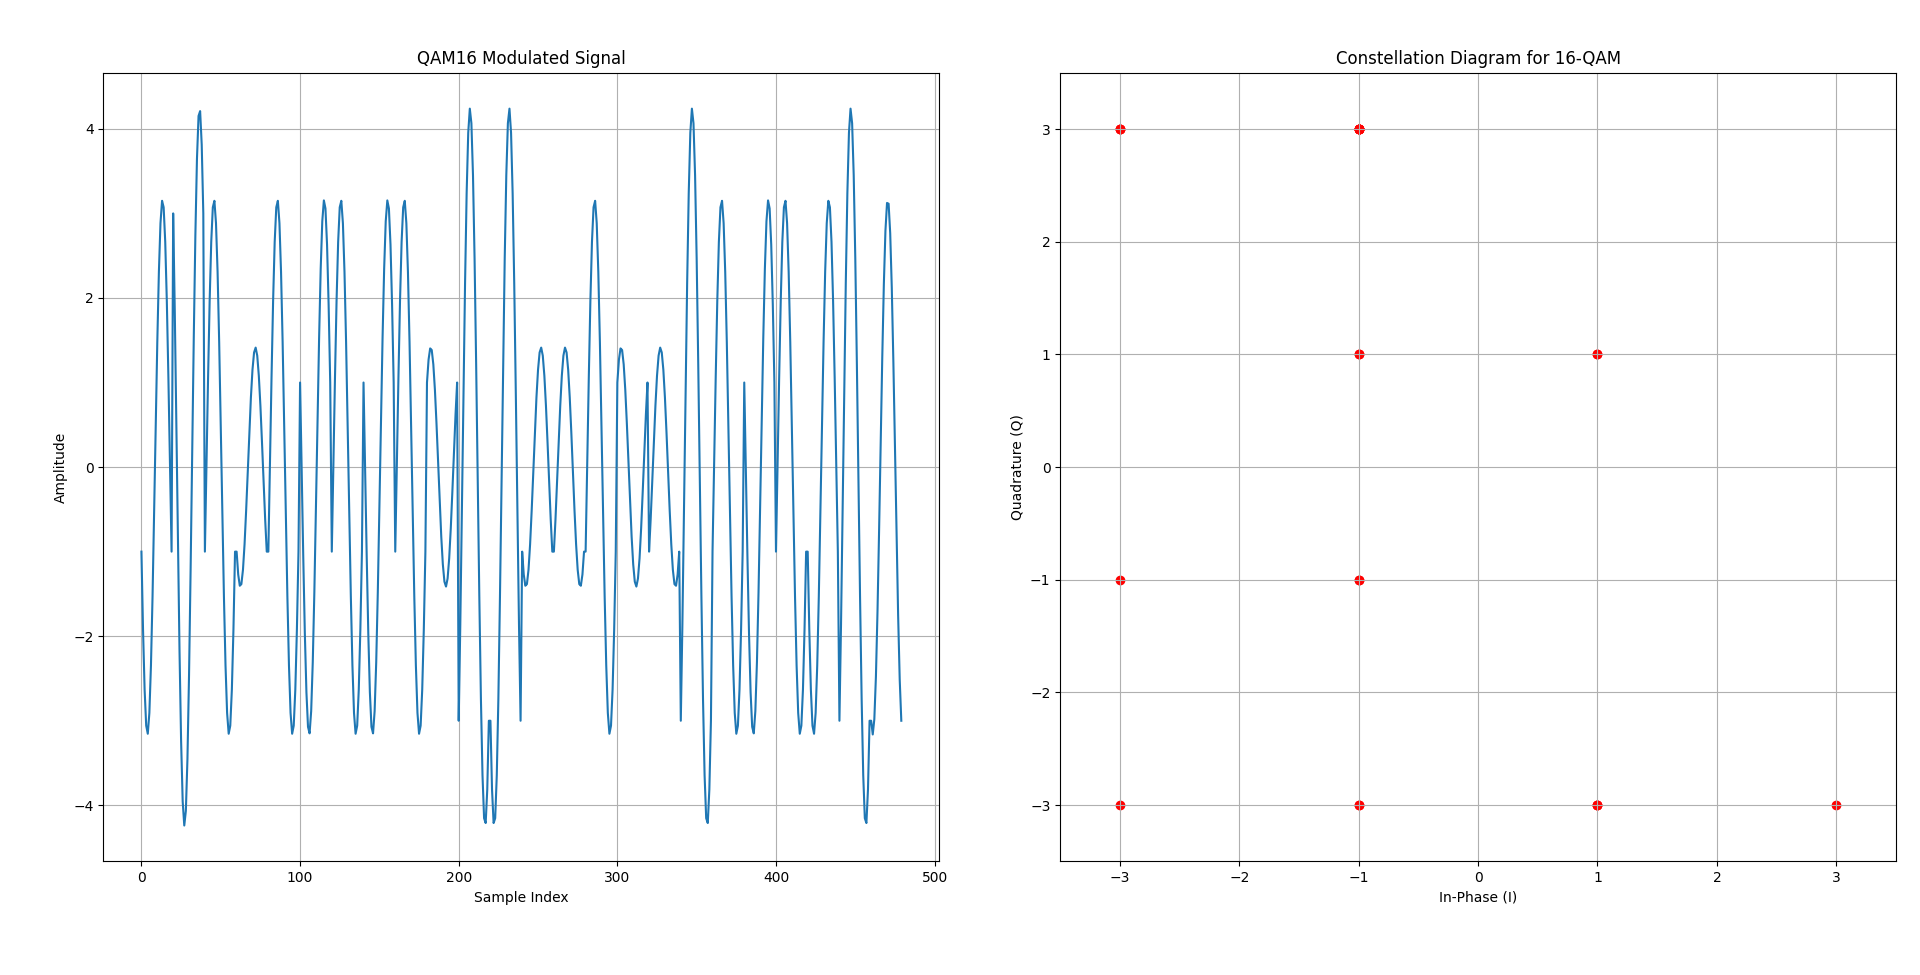 QAM16 Modulated Signal
Amplitude
4
2
0
−2
−4
0 100 200 300 400 500
Sample Index
Constellation Diagram for 16-QAM
Quadrature (Q)
3
2
1
0
−1
−2
−3
−3 −2 −1 0 1 2 3
In-Phase (I)